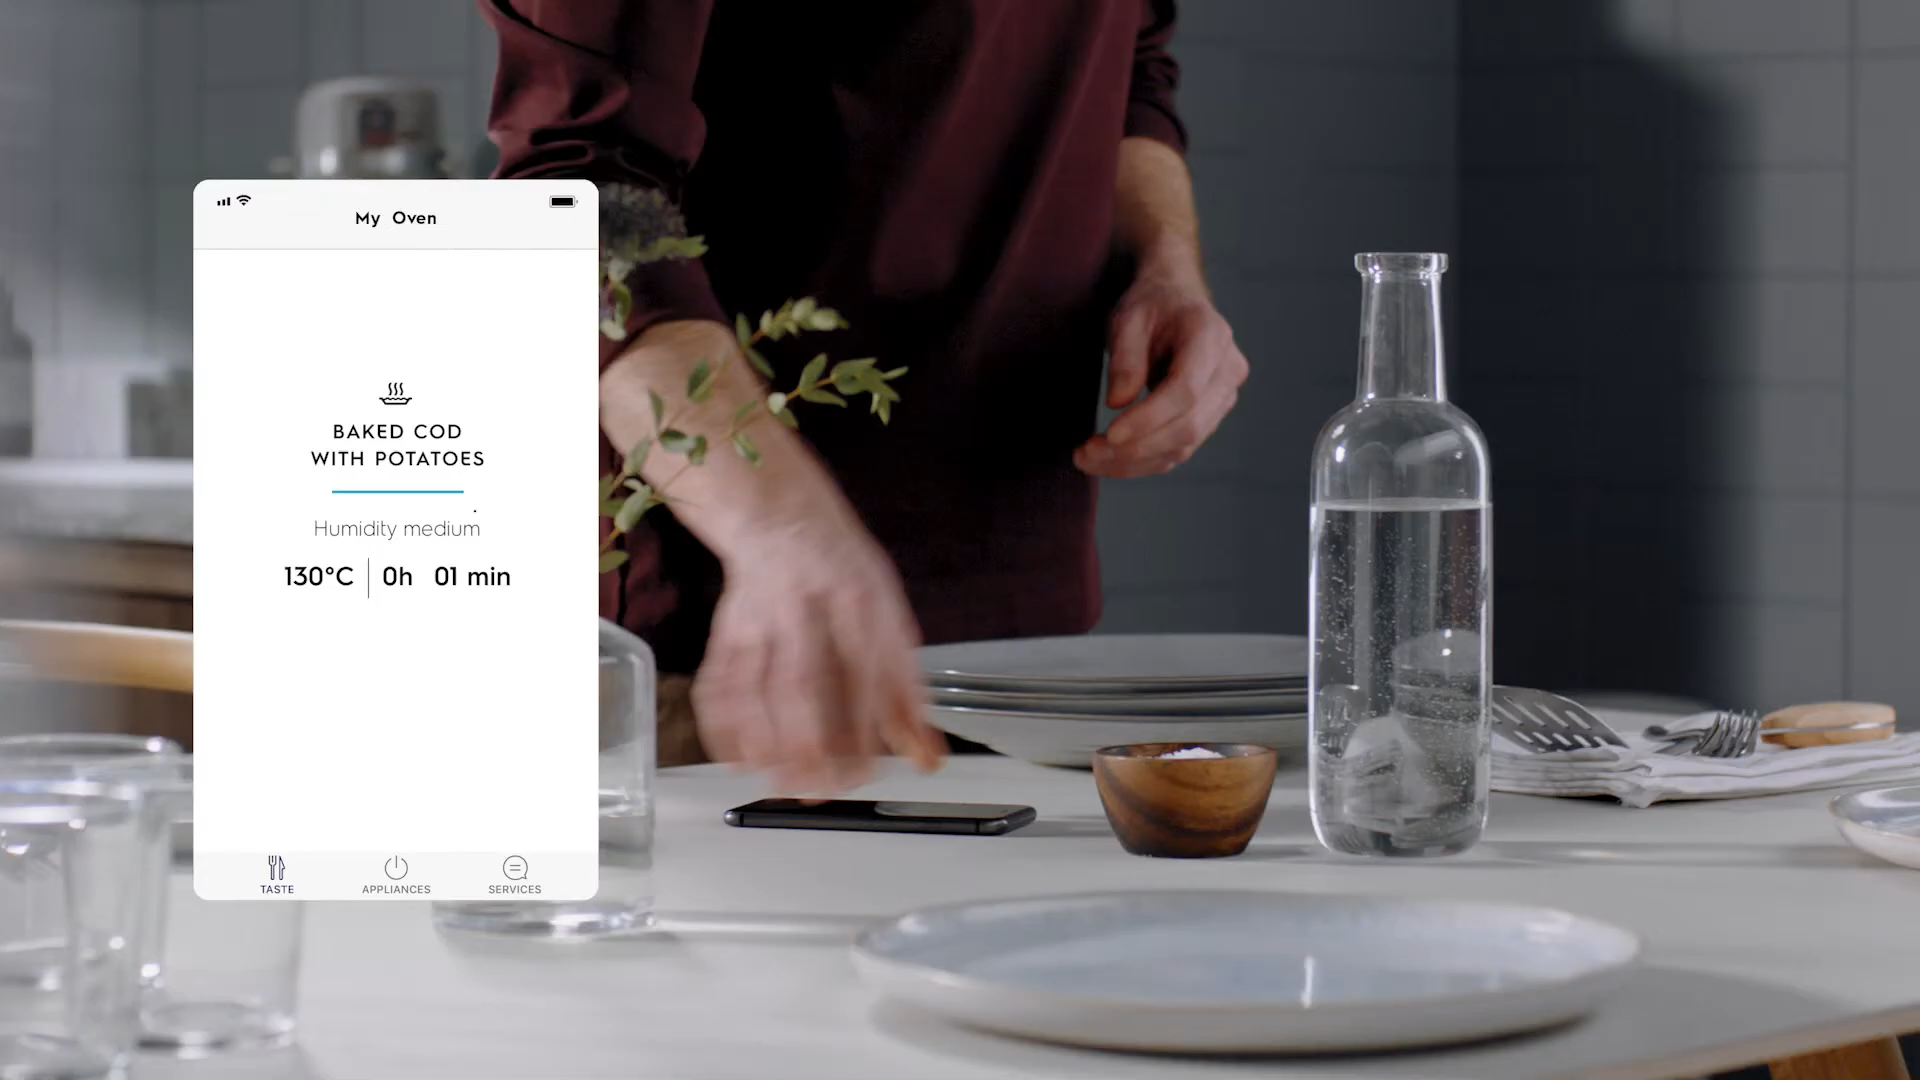 My Oven
BAKED COD
WITH POTATOES
Humidity medium
130°C | 0h 01 min
TASTE APPLIANCES SERVICES